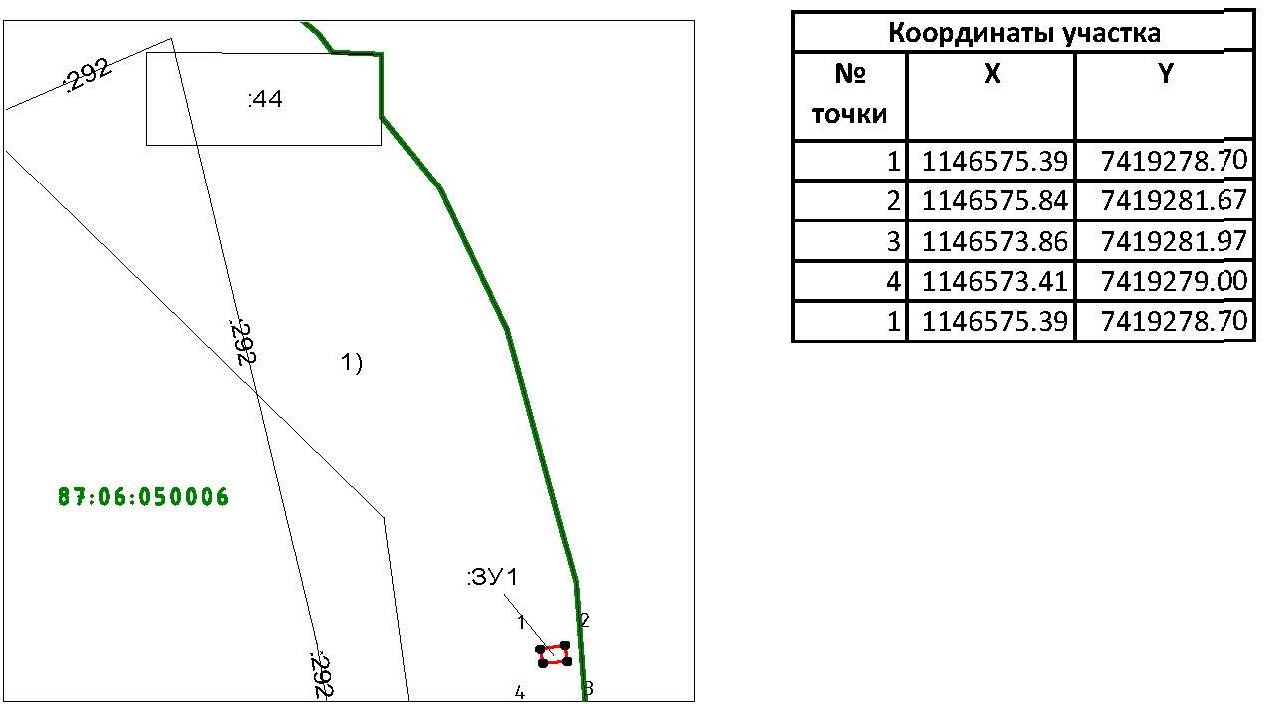 :292
:44
:292
1)
87:06:050006
:ЗУ1
1 2
:292
4 3
Координаты участка
№ точки X Y
1 1146575.39 7419278.70
2 1146575.84 7419281.67
3 1146573.86 7419281.97
4 1146573.41 7419279.00
1 1146575.39 7419278.70